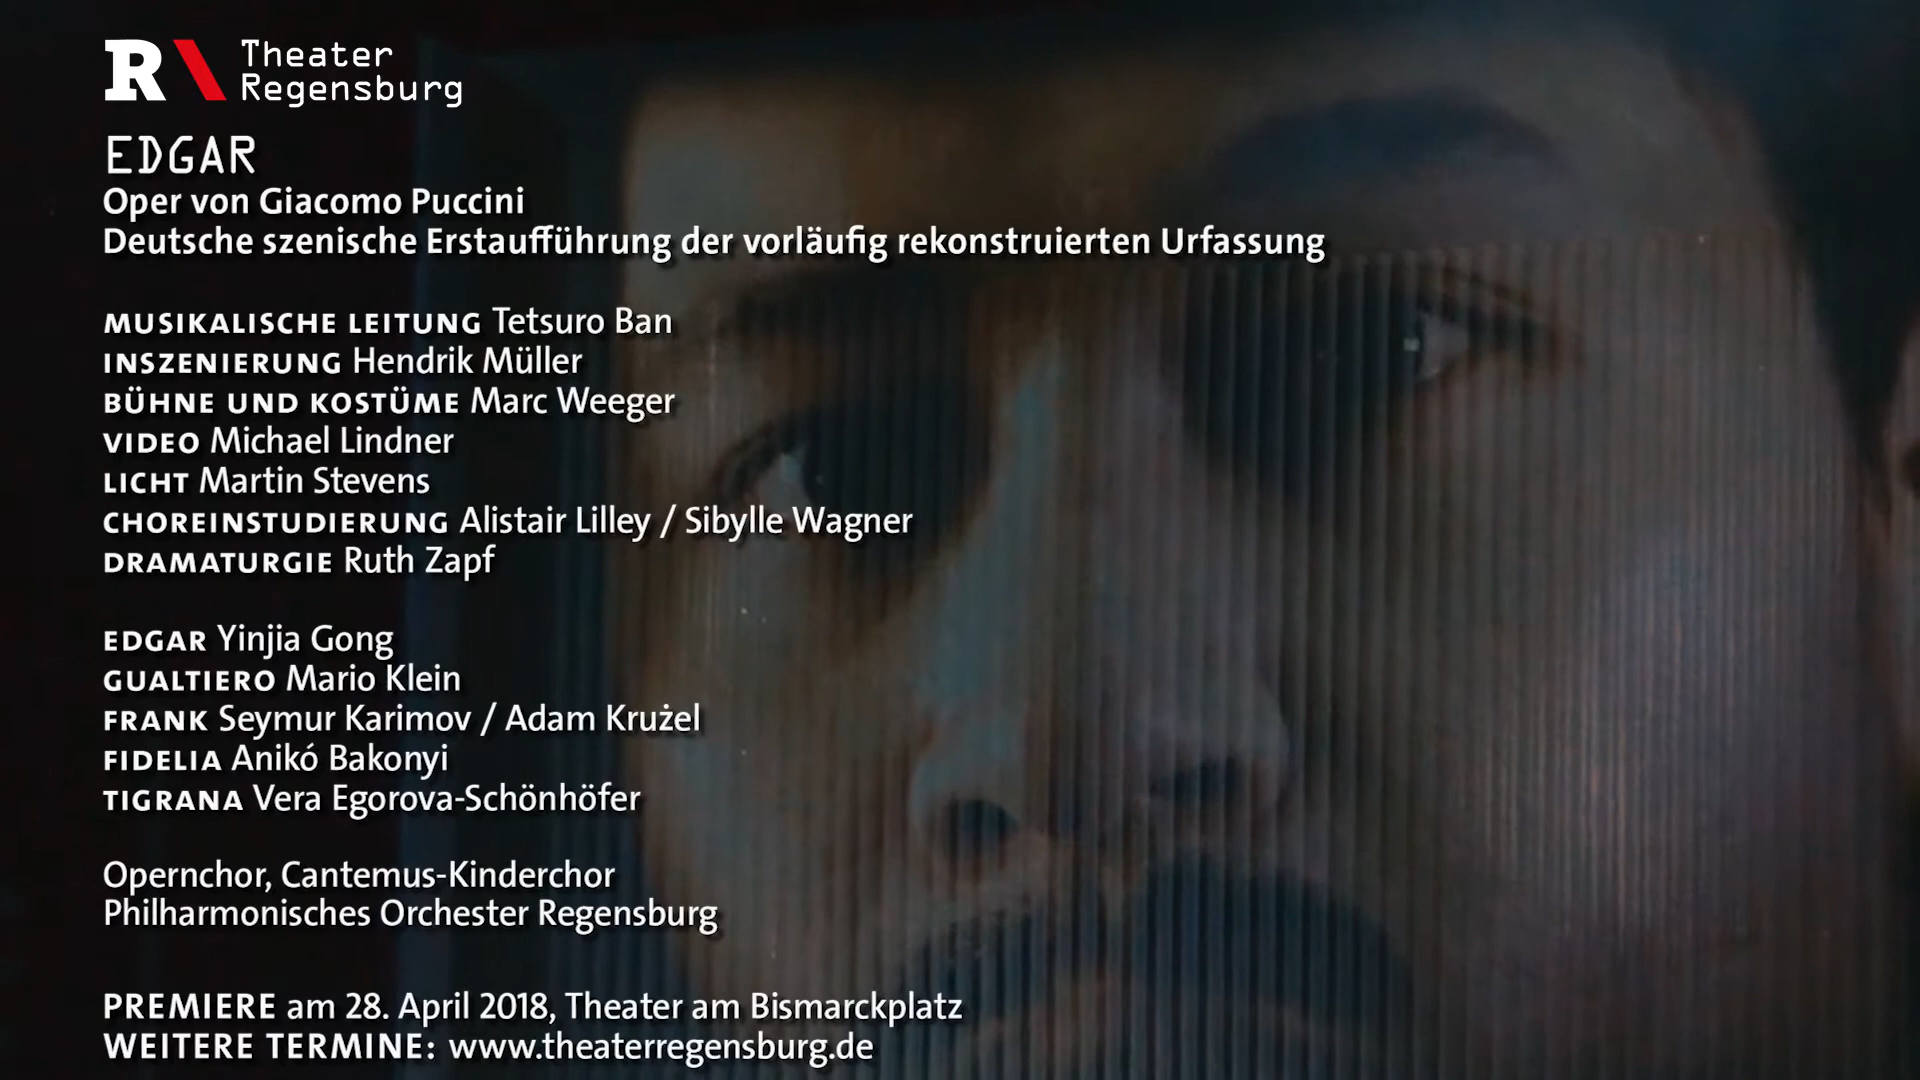 R\ Theater
Regensburg
EDGAR
Oper von Giacomo Puccini
Deutsche szenische Erstaufführung der vorläufig rekonstruierten Urfassung
MUSIKALISCHE LEITUNG Tetsuro Ban
INSZENIERUNG Hendrik Müller
BÜHNE UND KOSTÜME Marc Weeger
VIDEO Michael Lindner
LICHT Martin Stevens
CHOREINSTUDIERUNG Alistair Lilley / Sibylle Wagner
DRAMATURGIE Ruth Zapf
EDGAR Yinjia Gong
GUALTIERO Mario Klein
FRANK Seymur Karimov / Adam Krużel
FIDELIA Anikó Bakonyi
TIGRANA Vera Egorova-Schönhöfer
Opernchor, Cantemus-Kinderchor
Philharmonisches Orchester Regensburg
PREMIERE am 28. April 2018, Theater am Bismarckplatz
WEITERE TERMINE: www.theaterregensburg.de